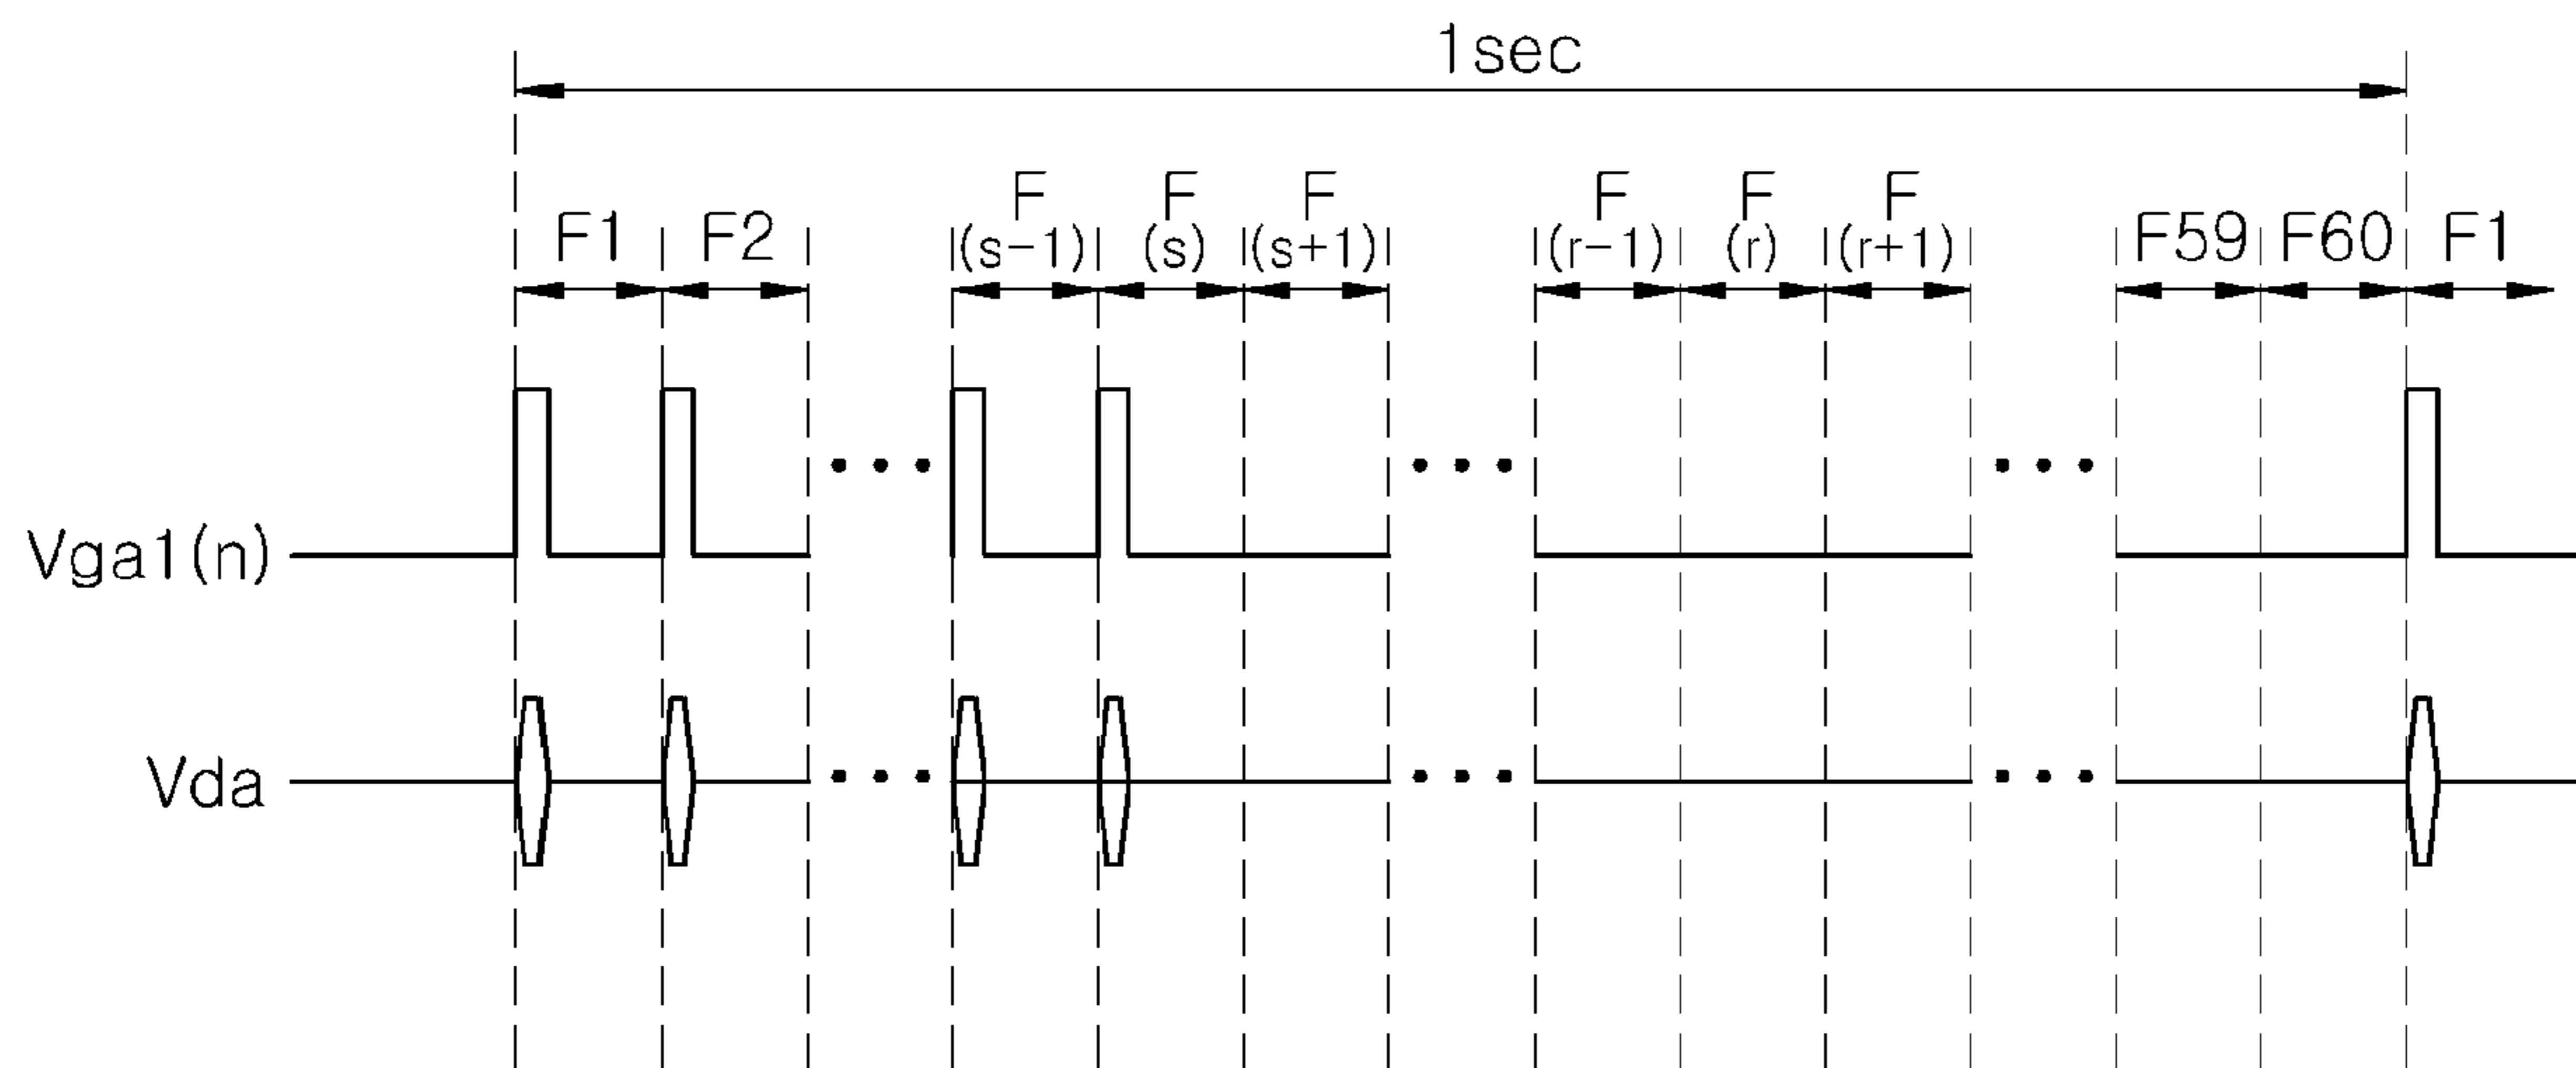 1sec
F1 F2 F (s-1) F (s) F (s+1) F (r-1) F (r) F (r+1) F59 F60 F1
Vga1(n)
Vda